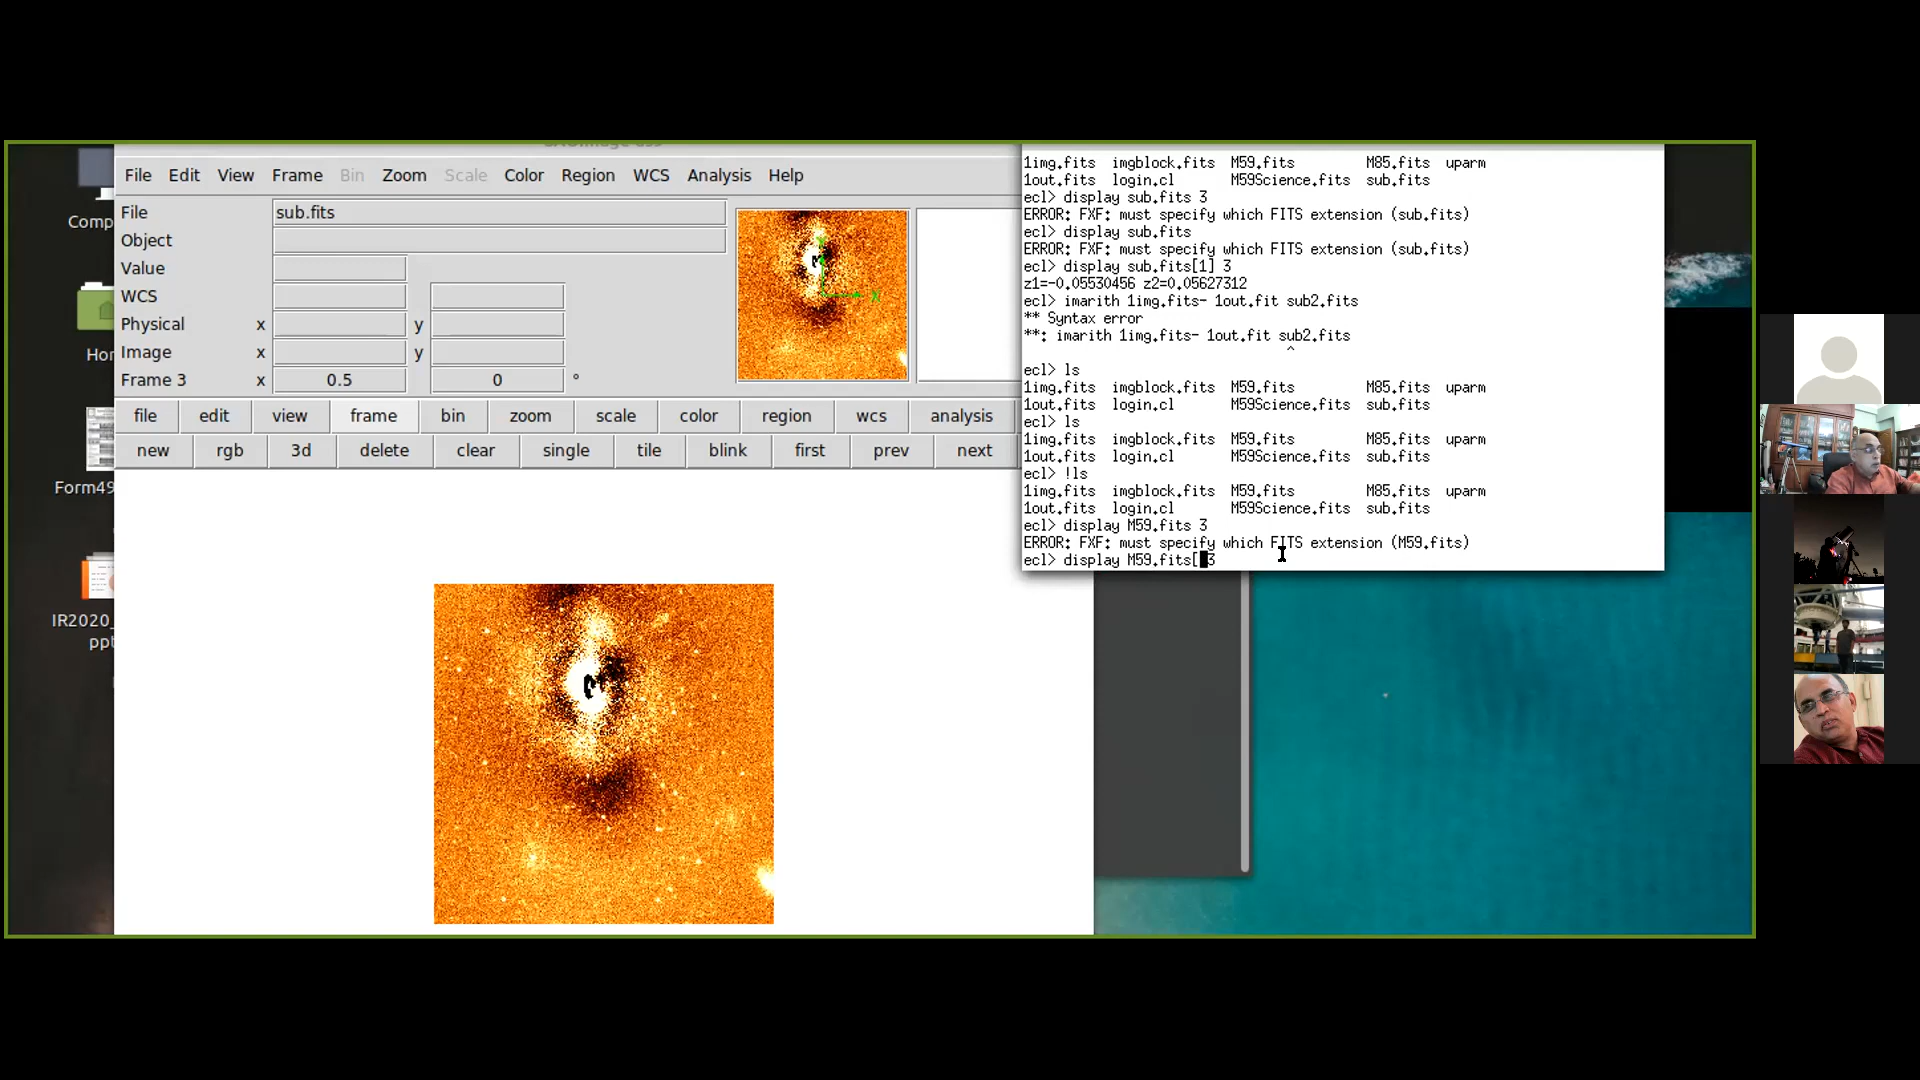 File Edit View Frame Bin Zoom Scale Color Region WCS Analysis Help
File sub.fits
Object
Value
WCS
Physical x y
Image x y
Frame 3 x 0.5 0 °
file edit view frame bin zoom scale color region wcs analysis
new rgb 3d delete clear single tile blink first prev next
Comp
Hor
Form49
IR2020_
ppt
1img.fits imgblock.fits M59.fits M85.fits uparm
1out.fits login.cl M59Science.fits sub.fits
ecl> display sub.fits 3
ERROR: FXF: must specify which FITS extension (sub.fits)
ecl> display sub.fits
ERROR: FXF: must specify which FITS extension (sub.fits)
ecl> display sub.fits[1] 3
z1=-0.05530456 z2=0.05627312
ecl> imarith 1img.fits- 1out.fit sub2.fits
** Syntax error
**: imarith 1img.fits- 1out.fit sub2.fits
^
ecl> ls
1img.fits imgblock.fits M59.fits M85.fits uparm
1out.fits login.cl M59Science.fits sub.fits
ecl> ls
1img.fits imgblock.fits M59.fits M85.fits uparm
1out.fits login.cl M59Science.fits sub.fits
ecl> !ls
1img.fits imgblock.fits M59.fits M85.fits uparm
1out.fits login.cl M59Science.fits sub.fits
ecl> display M59.fits 3
ERROR: FXF: must specify which FITS extension (M59.fits)
ecl> display M59.fits[ 3